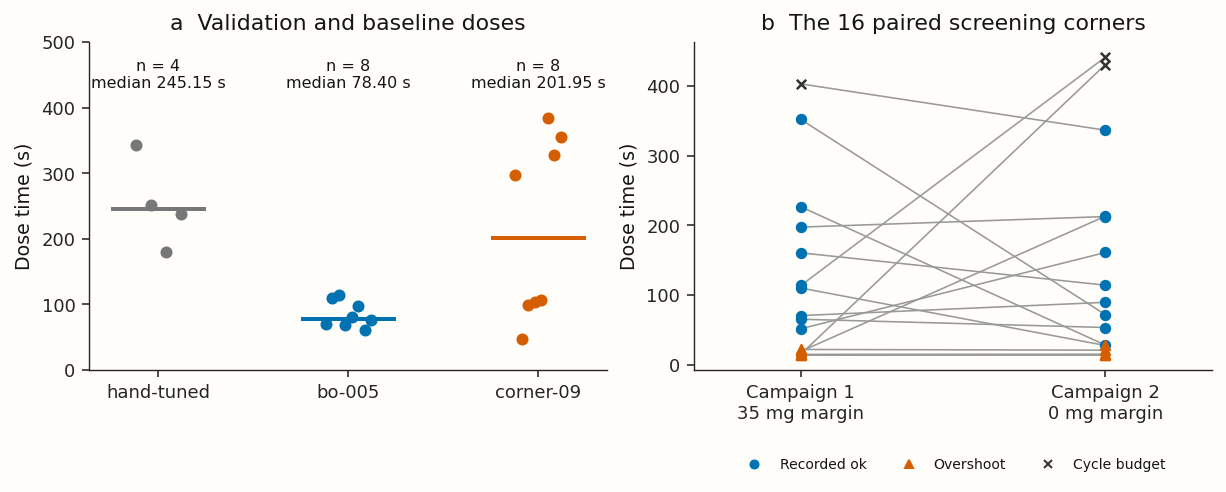 a  Validation and baseline doses
Dose time (s)
500
400
300
200
100
0
n = 4
median 245.15 s
n = 8
median 78.40 s
n = 8
median 201.95 s
hand-tuned
bo-005
corner-09
b  The 16 paired screening corners
Dose time (s)
400
300
200
100
0
Campaign 1
35 mg margin
Campaign 2
0 mg margin
Recorded ok
Overshoot
Cycle budget